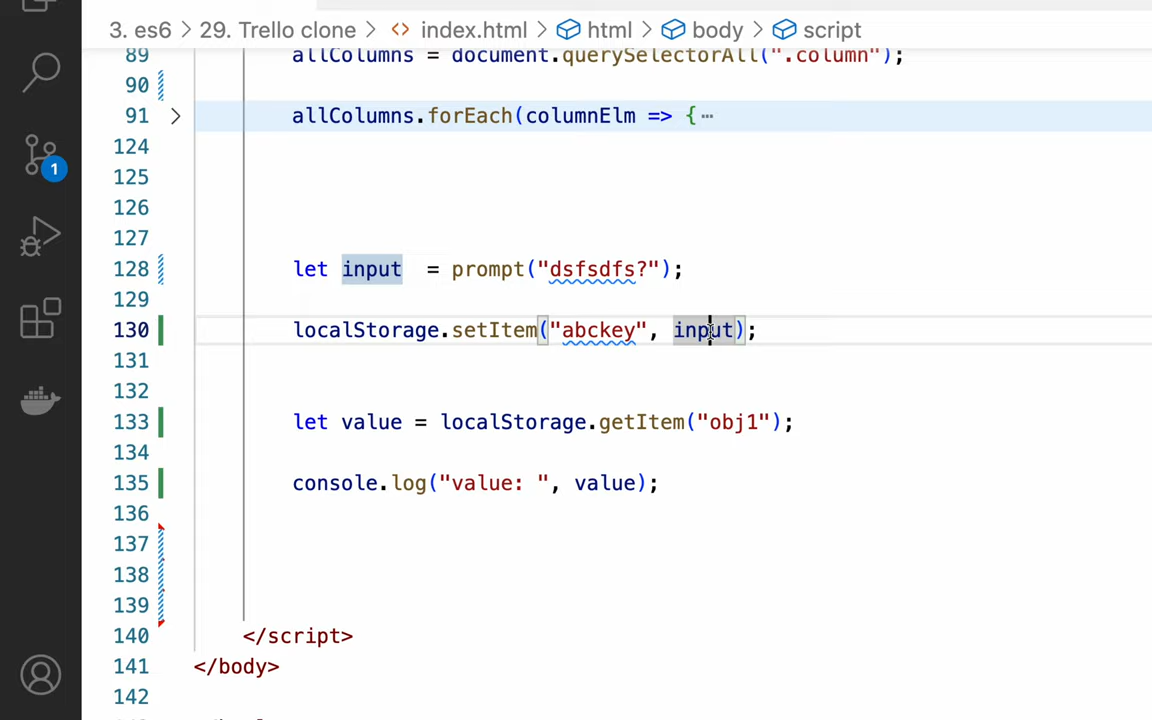 3. es6 > 29. Trello clone > index.html > html > body > script
89 allColumns = document.querySelectorAll(".column");
90
91 allColumns.forEach(columnElm => {⋯
124
125
126
127
128 let input  = prompt("dsfsdfs?");
129
130 localStorage.setItem("abckey", input);
131
132
133 let value = localStorage.getItem("obj1");
134
135 console.log("value: ", value);
136
137
138
139
140 </script>
141 </body>
142
1